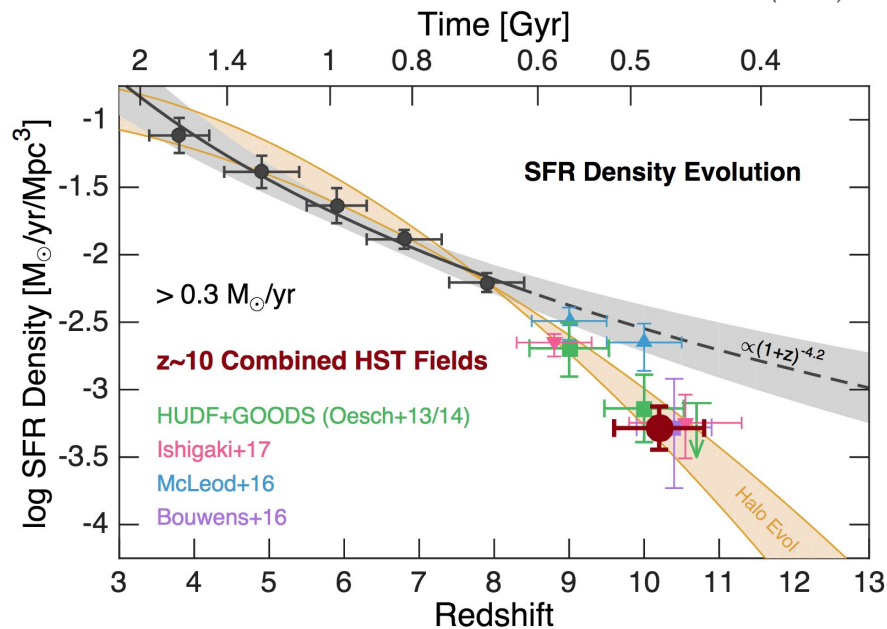 Time [Gyr]
2 1.4 1 0.8 0.6 0.5 0.4
log SFR Density [M☉/yr/Mpc³]
-1
-1.5
-2
-2.5
-3
-3.5
-4
SFR Density Evolution
> 0.3 M☉/yr
z~10 Combined HST Fields
HUDF+GOODS (Oesch+13/14)
Ishigaki+17
McLeod+16
Bouwens+16
∝(1+z)^-4.2
Halo Evol
3 4 5 6 7 8 9 10 11 12 13
Redshift